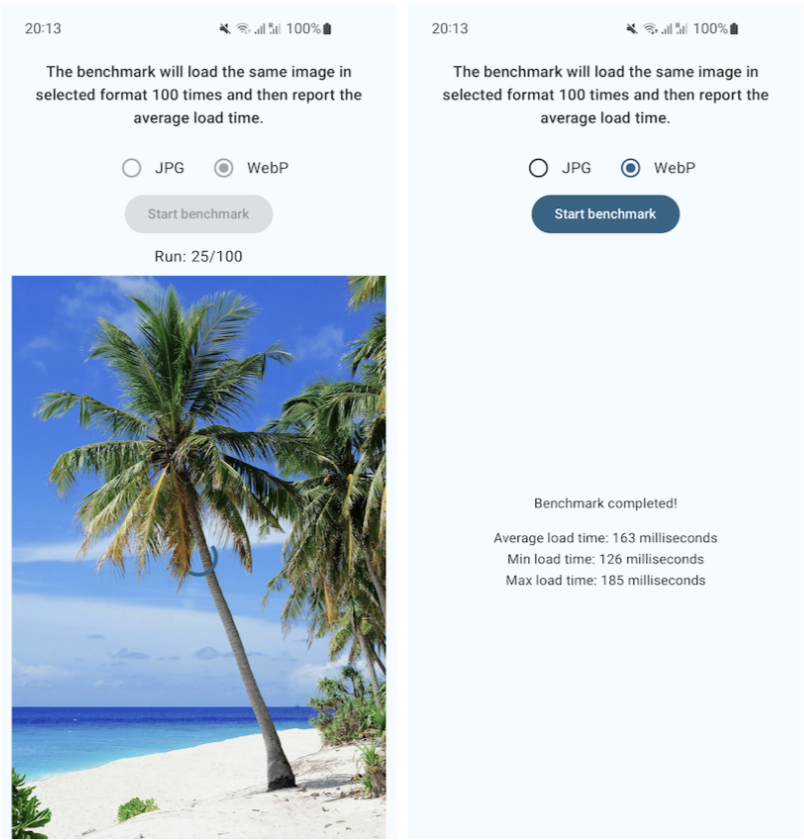 20:13
100%
The benchmark will load the same image in
selected format 100 times and then report the
average load time.
JPG
WebP
Start benchmark
Run: 25/100
20:13
100%
The benchmark will load the same image in
selected format 100 times and then report the
average load time.
JPG
WebP
Start benchmark
Benchmark completed!
Average load time: 163 milliseconds
Min load time: 126 milliseconds
Max load time: 185 milliseconds